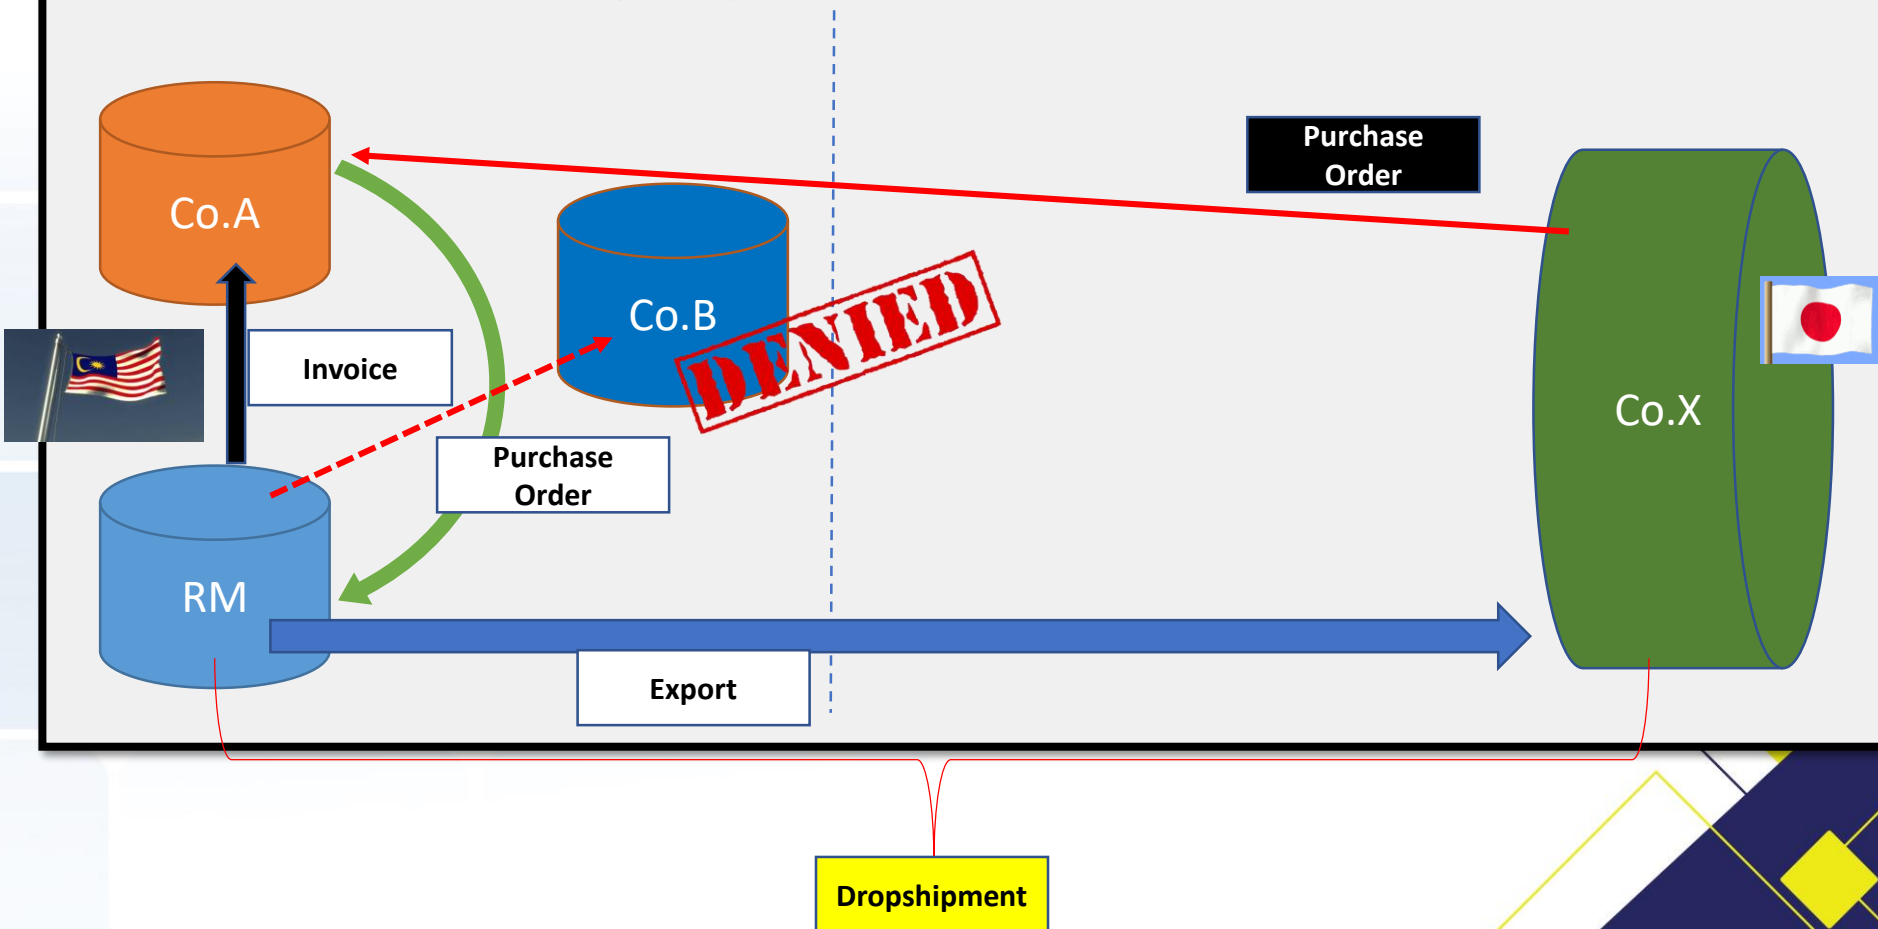 Purchase
Order
Co.A
Co.B
DENIED
Invoice
Co.X
Purchase
Order
RM
Export
Dropshipment